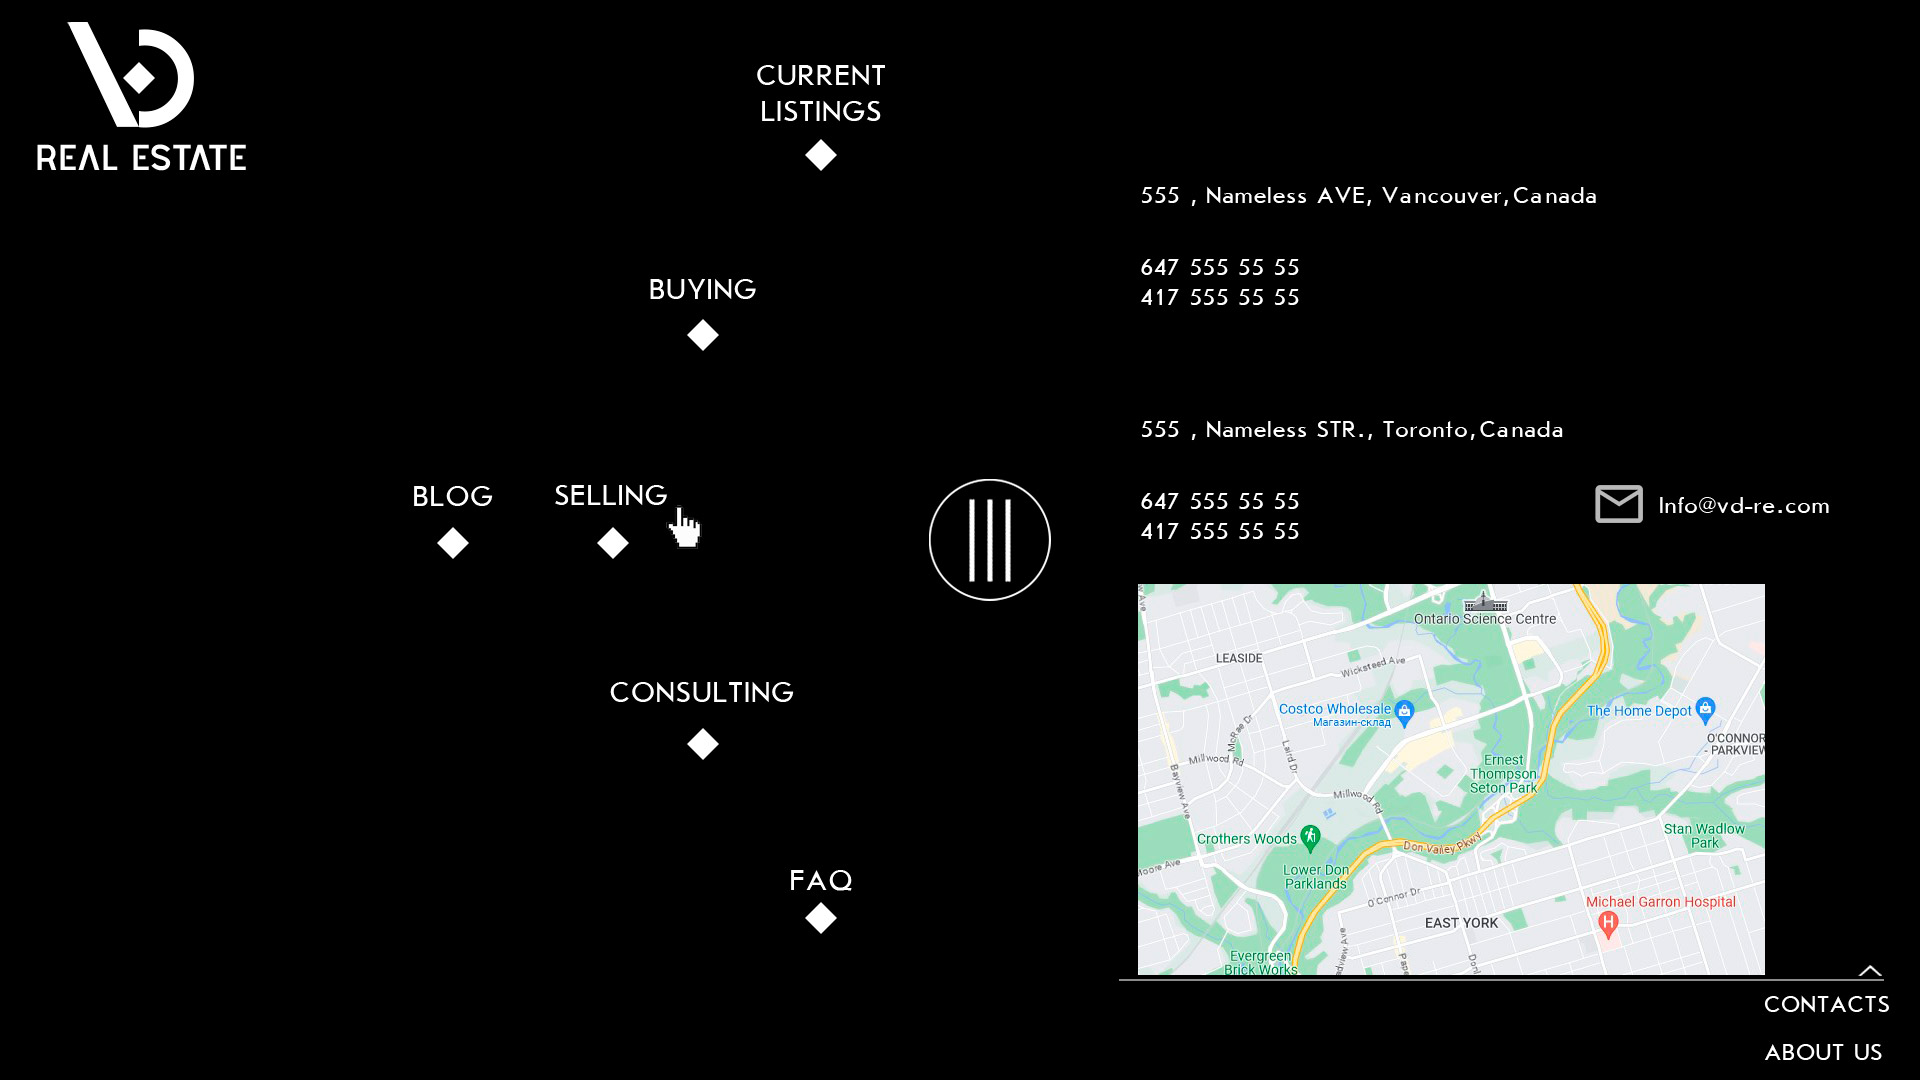 REAL ESTATE
CURRENT
LISTINGS
BUYING
BLOG
SELLING
CONSULTING
FAQ
555 , Nameless AVE, Vancouver,Canada
647 555 55 55
417 555 55 55
555 , Nameless STR., Toronto,Canada
647 555 55 55
417 555 55 55
Info@vd-re.com
Ontario Science Centre
LEASIDE
Wicksteed Ave
Costco Wholesale
Магазин-склад
The Home Depot
O'CONNOR
- PARKVIEW
McRae Dr
Laird Dr
Millwood Rd
Bayview Ave
Ernest
Thompson
Seton Park
Millwood Rd
Crothers Woods
Don Valley Pkwy
Stan Wadlow
Park
Moore Ave
Lower Don
Parklands
O'Connor Dr
Michael Garron Hospital
H
EAST YORK
Evergreen
Brick Works
CONTACTS
ABOUT US